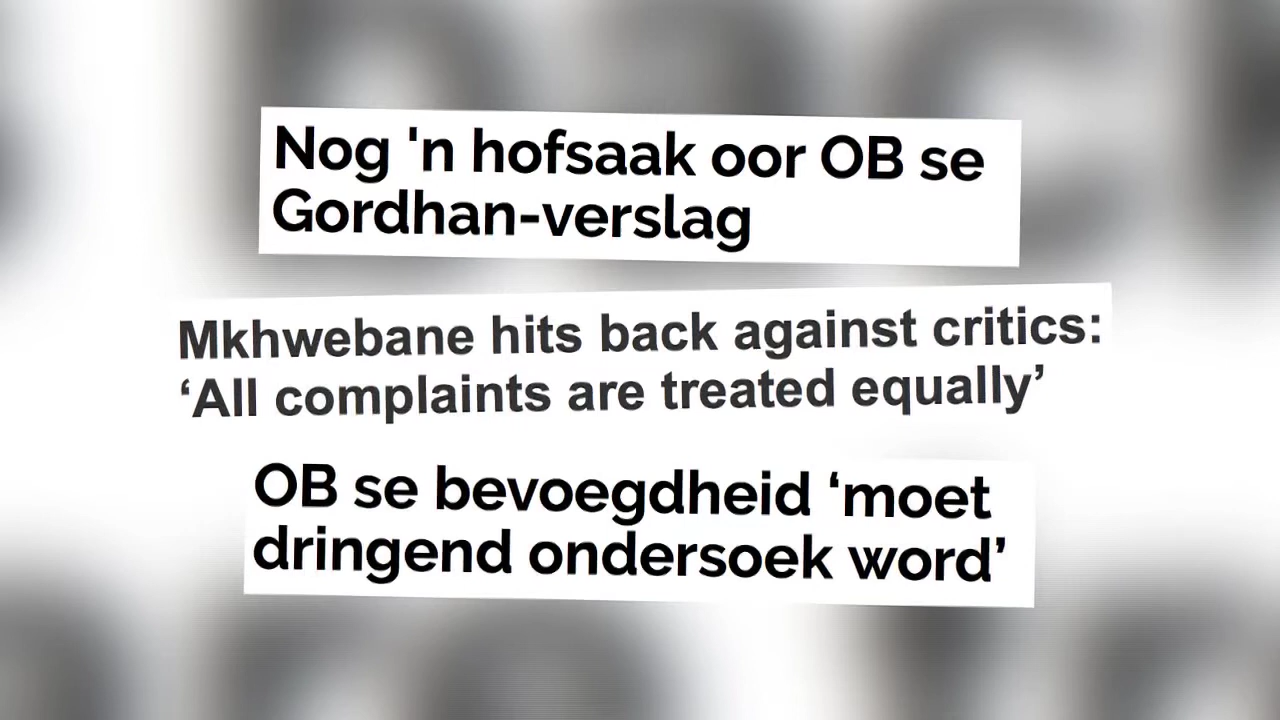 Nog 'n hofsaak oor OB se
Gordhan-verslag
Mkhwebane hits back against critics:
‘All complaints are treated equally’
OB se bevoegdheid ‘moet
dringend ondersoek word’